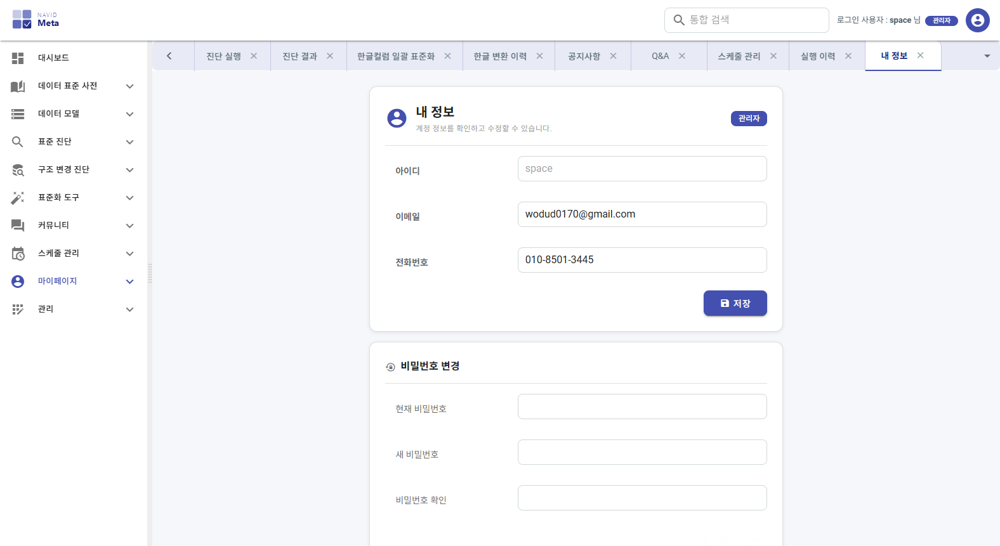 NAVID
Meta
통합 검색
로그인 사용자 : space 님
관리자
대시보드
데이터 표준 사전
데이터 모델
표준 진단
구조 변경 진단
표준화 도구
커뮤니티
스케줄 관리
마이페이지
관리
진단 실행
진단 결과
한글컬럼 일괄 표준화
한글 변환 이력
공지사항
Q&A
스케줄 관리
실행 이력
내 정보
내 정보
계정 정보를 확인하고 수정할 수 있습니다.
관리자
아이디
space
이메일
wodud0170@gmail.com
전화번호
010-8501-3445
저장
비밀번호 변경
현재 비밀번호
새 비밀번호
비밀번호 확인